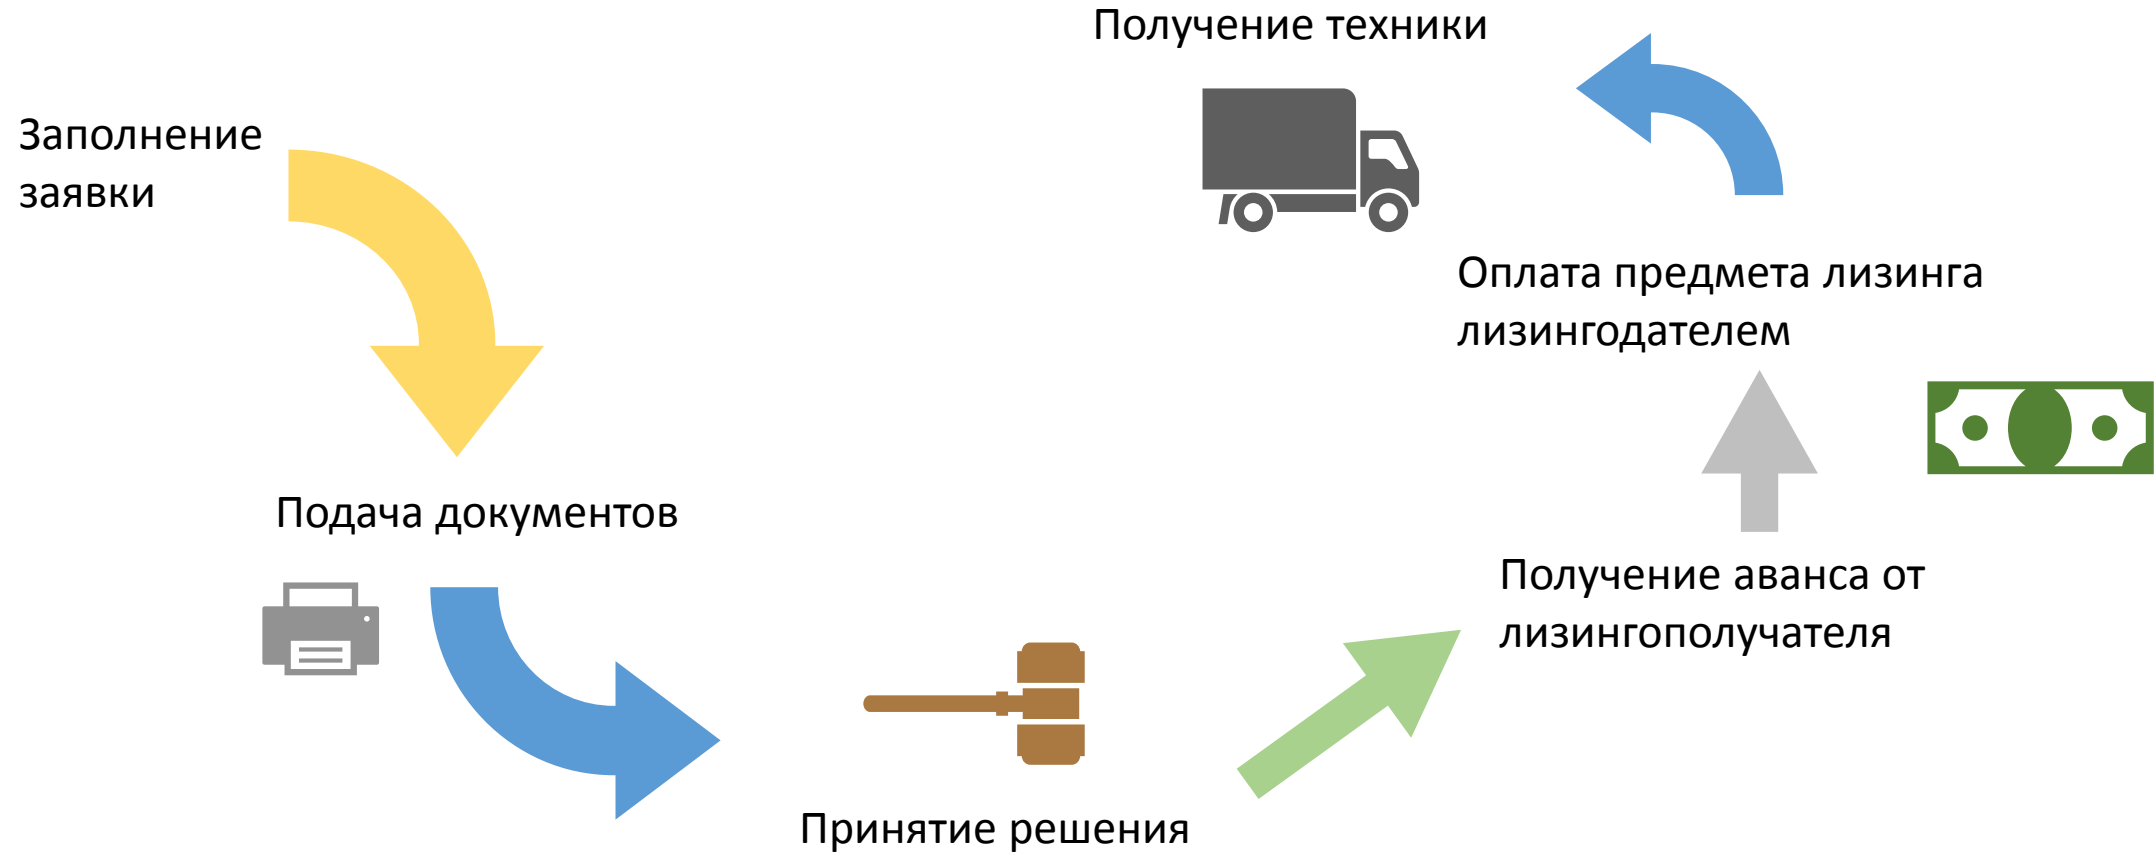 Заполнение
заявки
Подача документов
Принятие решения
Получение аванса от
лизингополучателя
Оплата предмета лизинга
лизингодателем
Получение техники